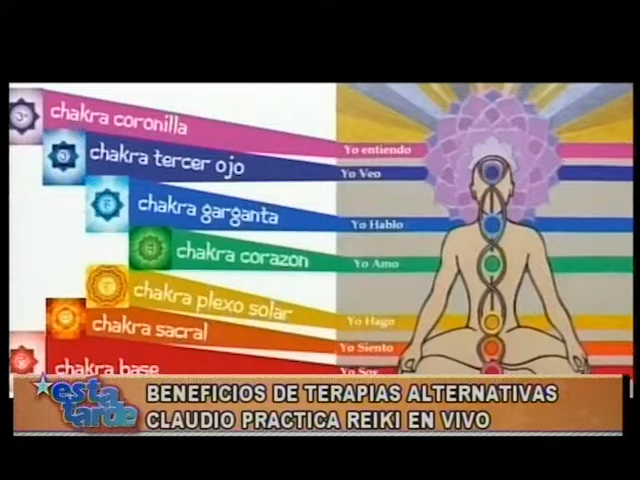 chakra coronilla
Yo entiendo
chakra tercer ojo
Yo Veo
chakra garganta
Yo Hablo
chakra corazon
Yo Amo
chakra plexo solar
Yo Hago
chakra sacral
Yo Siento
chakra base
Yo Soy
esta tarde
BENEFICIOS DE TERAPIAS ALTERNATIVAS
CLAUDIO PRACTICA REIKI EN VIVO